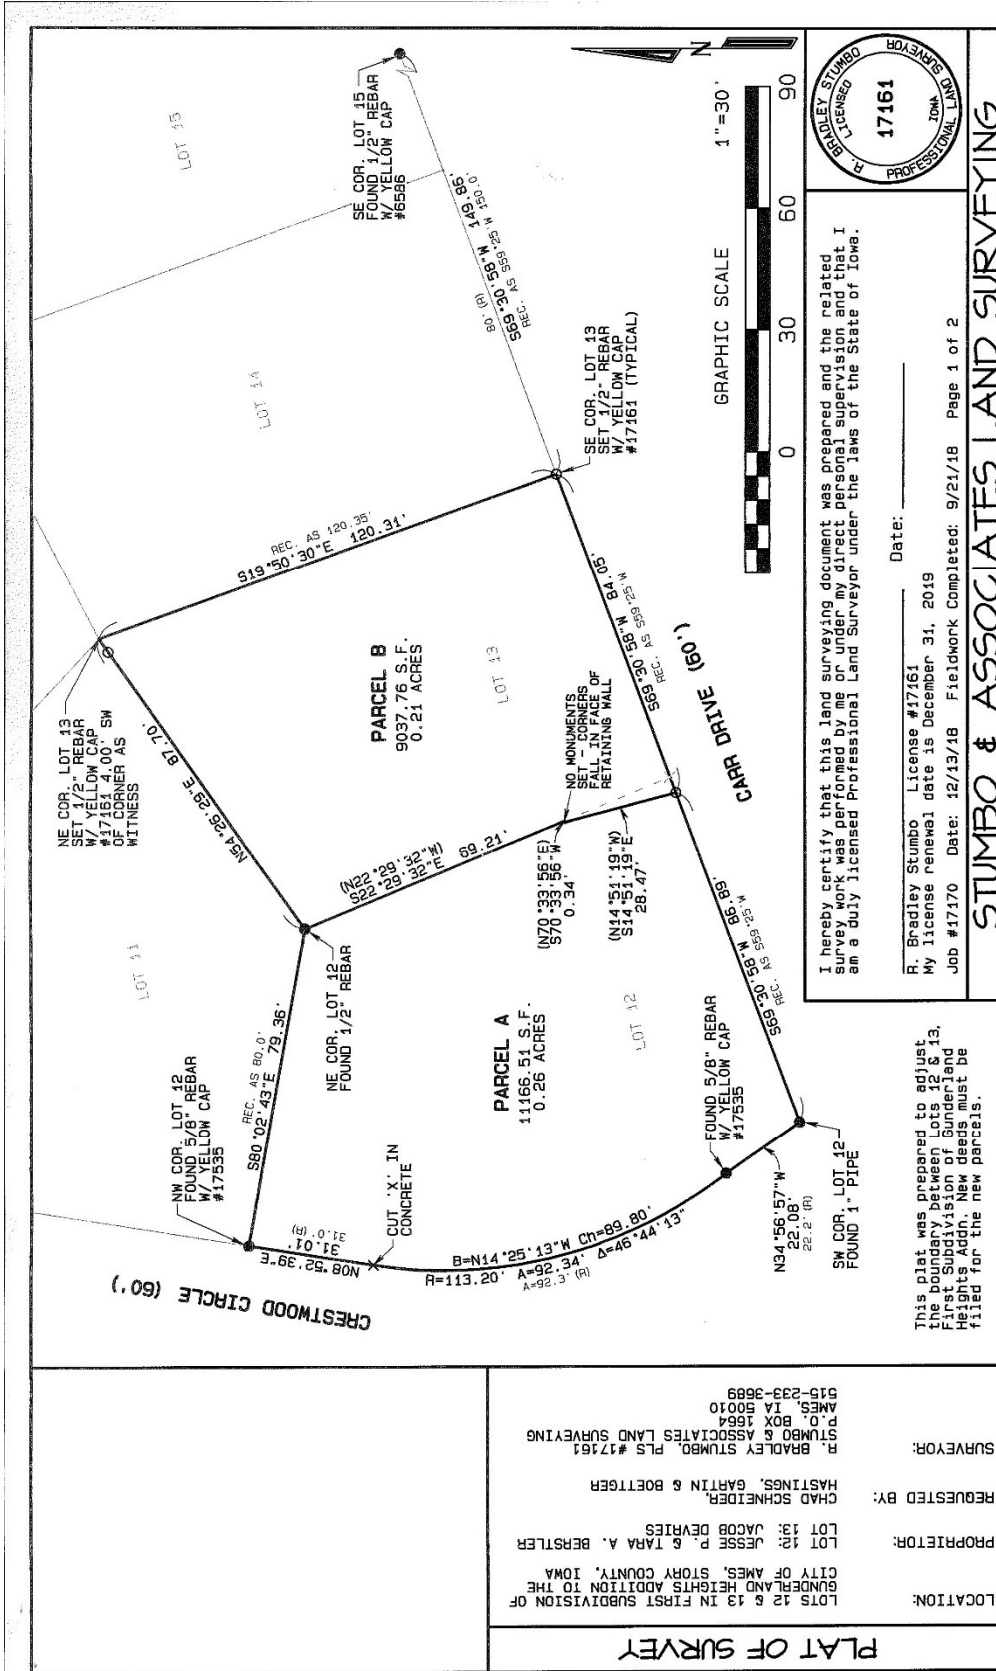 PLAT OF SURVEY
LOCATION:
LOTS 12 & 13 IN FIRST SUBDIVISION OF
GUNDERLAND HEIGHTS ADDITION TO THE
CITY OF AMES, STORY COUNTY, IOWA
PROPRIETOR:
LOT 12: JESSE P. & TARA A. BERSTLER
LOT 13: JACOB DEVRIES
REQUESTED BY:
CHAD SCHNEIDER,
HASTINGS, GARTIN & BOETTGER
SURVEYOR:
R. BRADLEY STUMBO, PLS #17161
STUMBO & ASSOCIATES LAND SURVEYING
P.O. BOX 1664
AMES, IA 50010
515-233-3689
CRESTWOOD CIRCLE (60')
NW COR. LOT 12
FOUND 5/8" REBAR
W/ YELLOW CAP
#17535
REC. AS 80.0'
S80°02'43"E 79.36'
LOT 11
NE COR. LOT 13
SET 1/2" REBAR
W/ YELLOW CAP
#17161 4.00' SW
OF CORNER AS
WITNESS
N54°26'29"E 87.70'
LOT 14
LOT 15
SE COR. LOT 15
FOUND 1/2" REBAR
W/ YELLOW CAP
#6586
N08°52'39"E
31.01'
31.0'(R)
CUT 'X' IN
CONCRETE
NE COR. LOT 12
FOUND 1/2" REBAR
(N22°29'32"W)
S22°29'32"E 69.21'
PARCEL B
9037.76 S.F.
0.21 ACRES
REC. AS 120.35'
S19°50'30"E 120.31'
80'(R)
S69°30'58"W 149.86'
REC. AS S59°25'W 150.0'
LOT 13
NO MONUMENTS
SET - CORNERS
FALL IN FACE OF
RETAINING WALL
(N70°33'56"E)
S70°33'56"W
0.34'
(N14°51'19"W)
S14°51'19"E
28.47'
SE COR. LOT 13
SET 1/2" REBAR
W/ YELLOW CAP
#17161 (TYPICAL)
PARCEL A
11166.51 S.F.
0.26 ACRES
LOT 12
S69°30'58"W 84.05'
REC. AS S59°25'W
CARR DRIVE (60')
B=N14°25'13"W Ch=89.80'
R=113.20' A=92.34' Δ=46°44'13"
A=92.3'(R)
FOUND 5/8" REBAR
W/ YELLOW CAP
#17535
S69°30'58"W 86.89'
REC. AS S59°25'W
N34°56'57"W
22.08'
22.2'(R)
SW COR. LOT 12
FOUND 1" PIPE
N
1"=30'
GRAPHIC SCALE
0 30 60 90
This plat was prepared to adjust
the boundary between Lots 12 & 13,
First Subdivision of Gunderland
Heights Addn. New deeds must be
filed for the new parcels.
I hereby certify that this land surveying document was prepared and the related
survey work was performed by me or under my direct personal supervision and that I
am a duly licensed Professional Land Surveyor under the laws of the State of Iowa.
Date:
R. Bradley Stumbo License #17161
My license renewal date is December 31, 2019
Job #17170 Date: 12/13/18 Fieldwork Completed: 9/21/18 Page 1 of 2
R. BRADLEY STUMBO
LICENSED
17161
IOWA
PROFESSIONAL LAND SURVEYOR
STUMBO & ASSOCIATES LAND SURVEYING